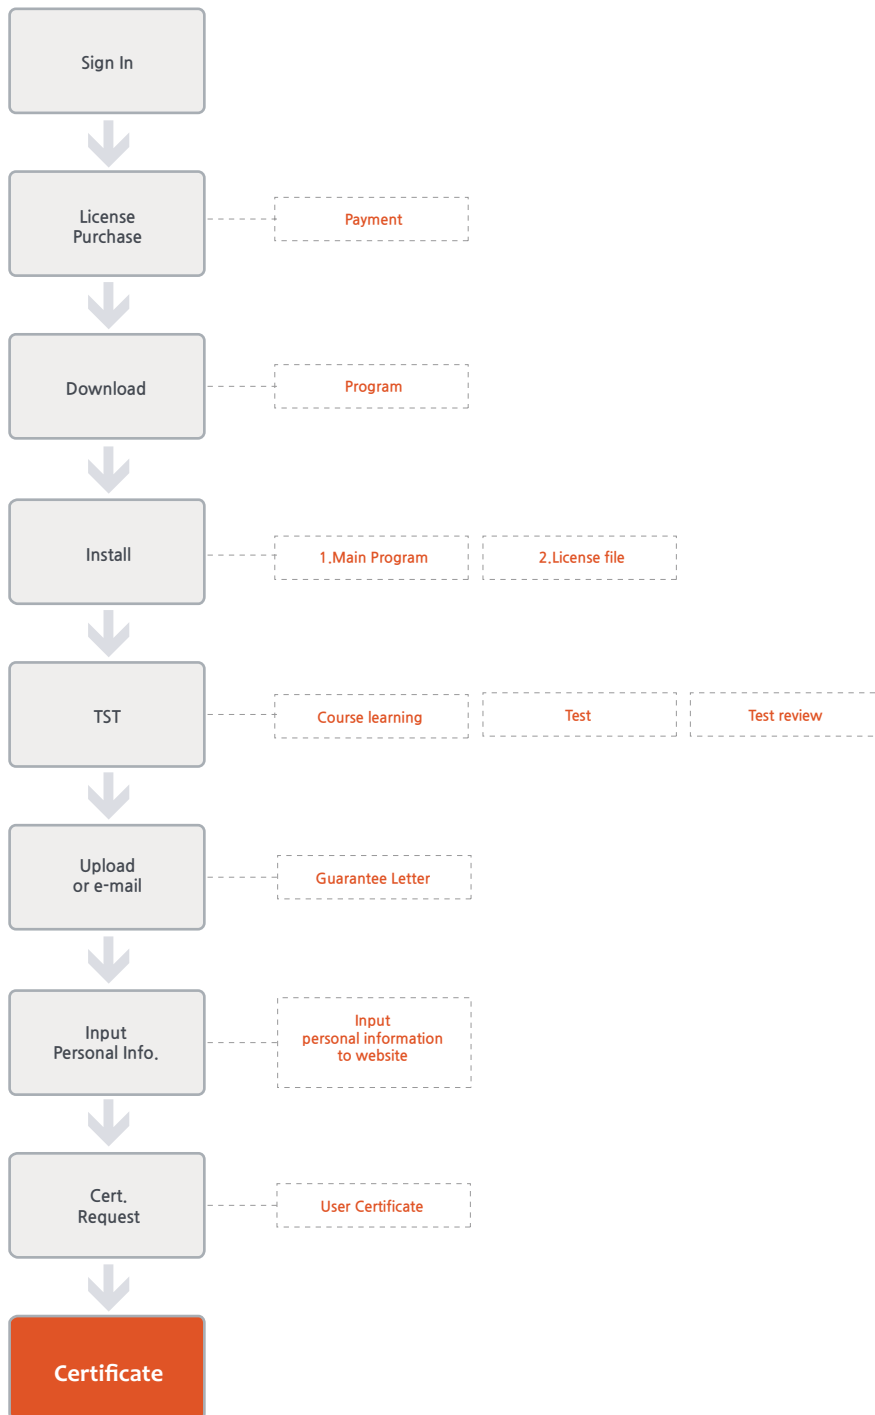 Sign In
License
Purchase
Payment
Download
Program
Install
1.Main Program
2.License file
TST
Course learning
Test
Test review
Upload
or e-mail
Guarantee Letter
Input
Personal Info.
Input
personal information
to website
Cert.
Request
User Certificate
Certificate